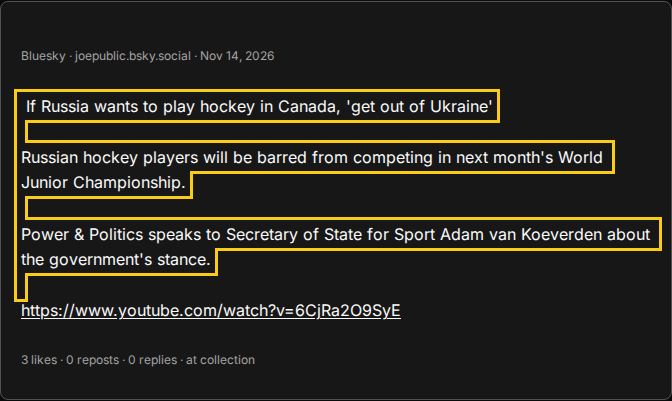 Bluesky · joepublic.bsky.social · Nov 14, 2026
If Russia wants to play hockey in Canada, 'get out of Ukraine'
Russian hockey players will be barred from competing in next month's World
Junior Championship.
Power & Politics speaks to Secretary of State for Sport Adam van Koeverden about
the government's stance.
https://www.youtube.com/watch?v=6CjRa2O9SyE
3 likes · 0 reposts · 0 replies · at collection